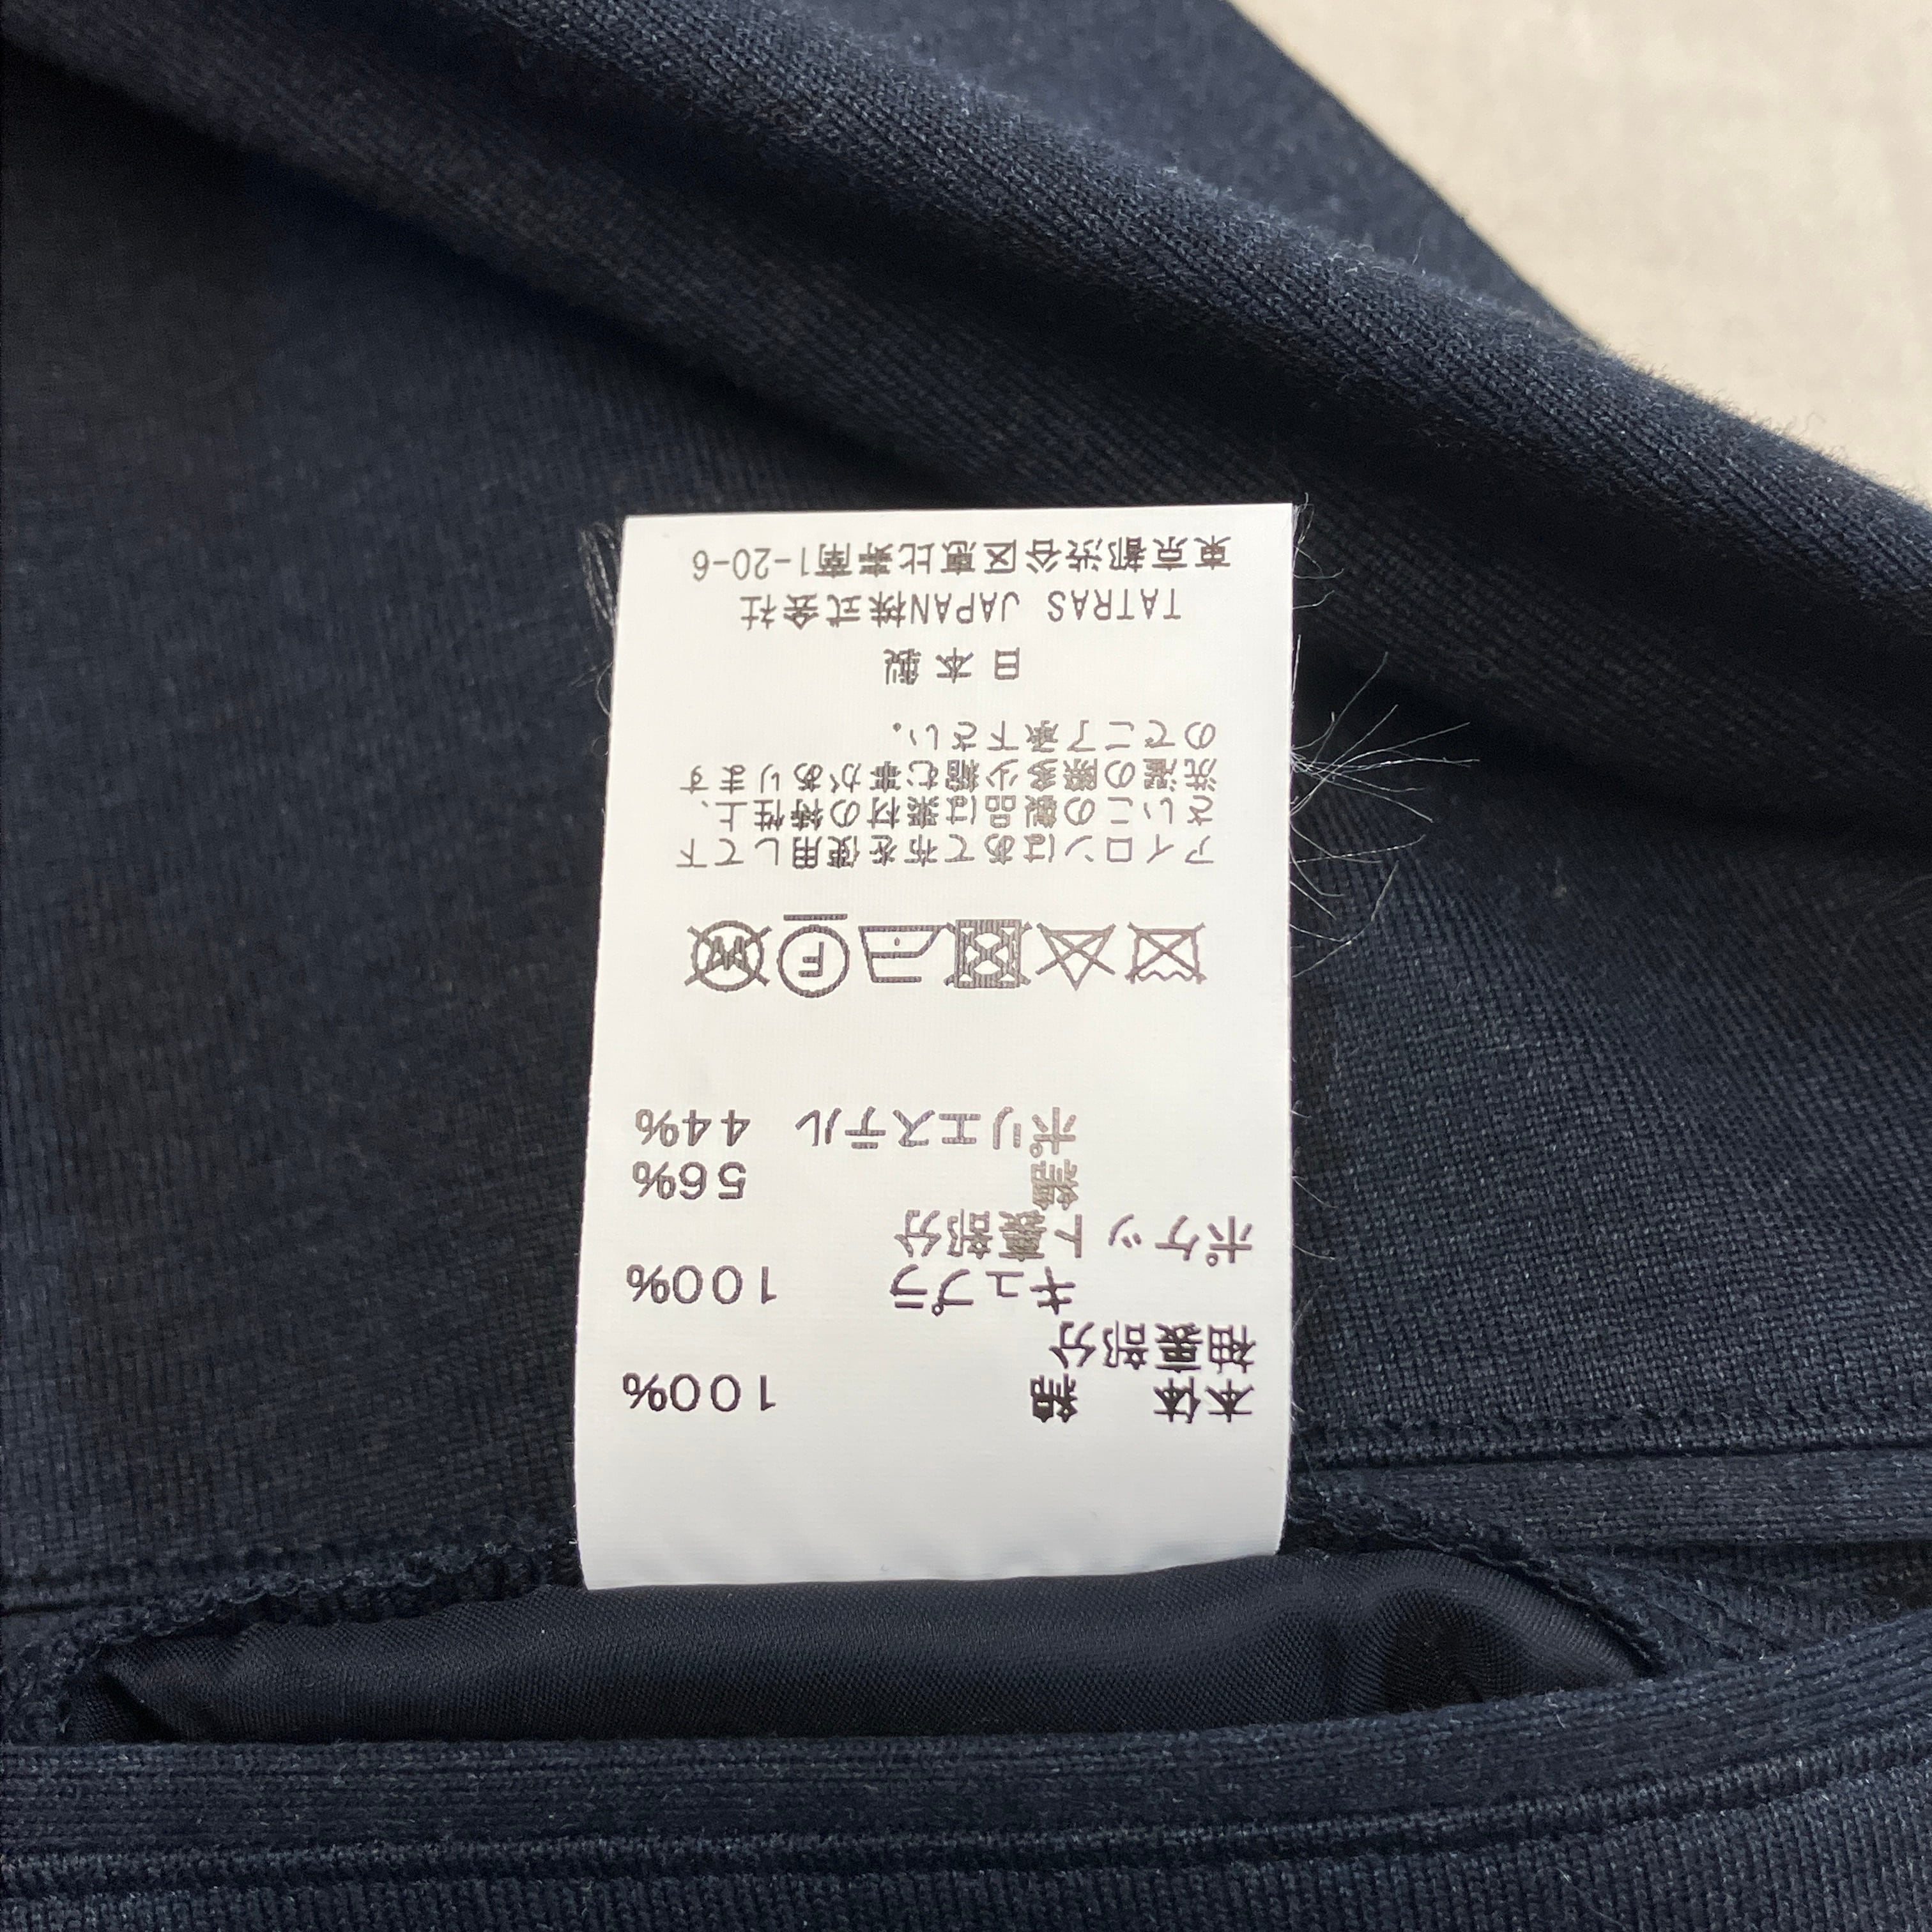 本体 綿 100%
袖裏部分
キュプラ 100%
ポケット裏部分
綿 56%
ポリエステル 44%
F W
アイロンはあて布を使用して下
さいこの製品は素材の特性上、
洗濯の際多少縮む事があります
のでご了承下さい。
日本製
TATRAS JAPAN株式会社
東京都渋谷区恵比寿南1-20-6